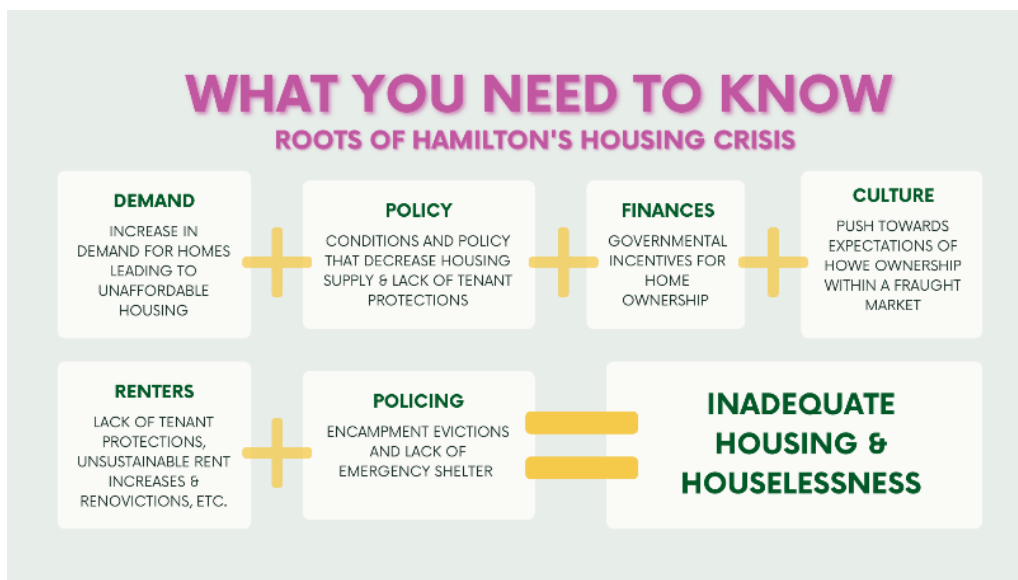 WHAT YOU NEED TO KNOW
ROOTS OF HAMILTON'S HOUSING CRISIS
DEMAND
INCREASE IN
DEMAND FOR HOMES
LEADING TO
UNAFFORDABLE
HOUSING
POLICY
CONDITIONS AND POLICY
THAT DECREASE HOUSING
SUPPLY & LACK OF TENANT
PROTECTIONS
FINANCES
GOVERNMENTAL
INCENTIVES FOR
HOME
OWNERSHIP
CULTURE
PUSH TOWARDS
EXPECTATIONS OF
HOWE OWNERSHIP
WITHIN A FRAUGHT
MARKET
RENTERS
LACK OF TENANT
PROTECTIONS,
UNSUSTAINABLE RENT
INCREASES &
RENOVICTIONS, ETC.
POLICING
ENCAMPMENT EVICTIONS
AND LACK OF
EMERGENCY SHELTER
INADEQUATE
HOUSING &
HOUSELESSNESS